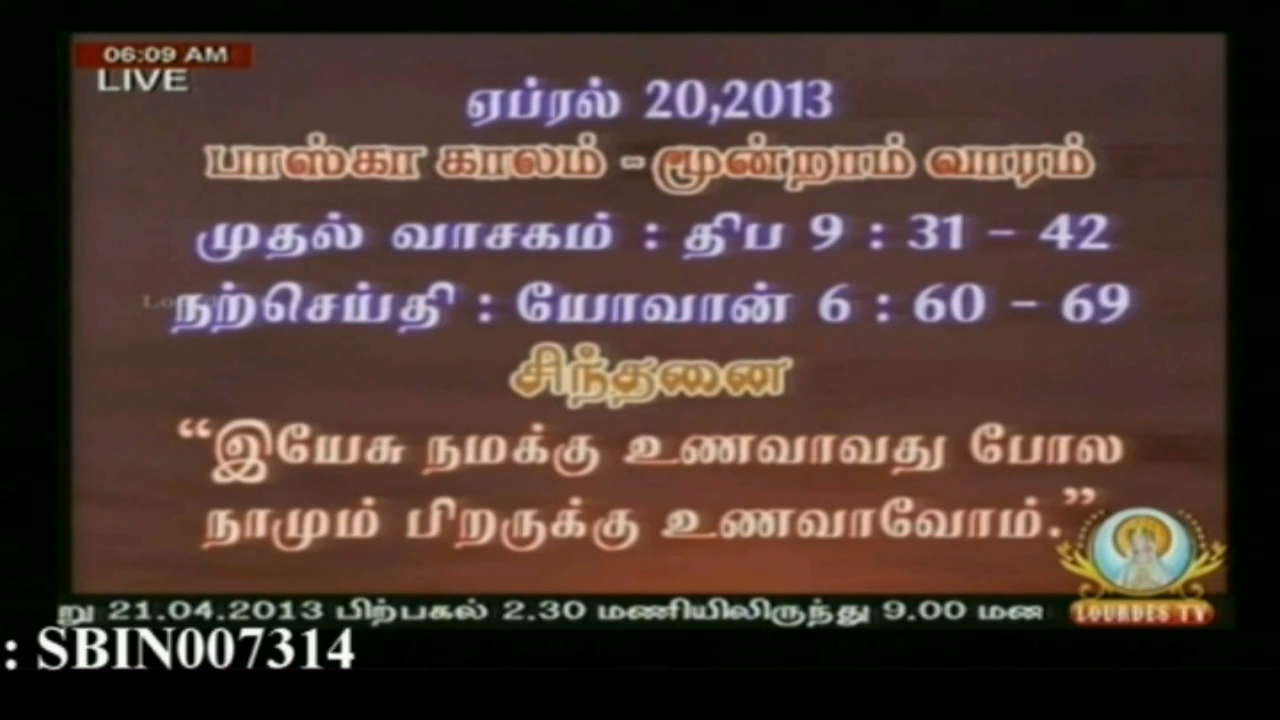 06:09 AM
LIVE
ஏப்ரல் 20,2013
பாஸ்கா காலம் - மூன்றாம் வாரம்
முதல் வாசகம் : திப 9 : 31 - 42
நற்செய்தி : யோவான் 6 : 60 - 69
சிந்தனை
“இயேசு நமக்கு உணவாவது போல
நாமும் பிறருக்கு உணவாவோம்.”
LOURDES TV
று 21.04.2013 பிற்பகல் 2.30 மணியிலிருந்து 9.00 மண
: SBIN007314